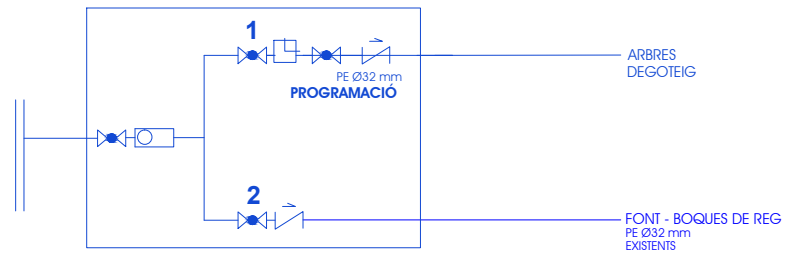 1
PE Ø32 mm
PROGRAMACIÓ
ARBRES
DEGOTEIG
2
FONT - BOQUES DE REG
PE Ø32 mm
EXISTENTS